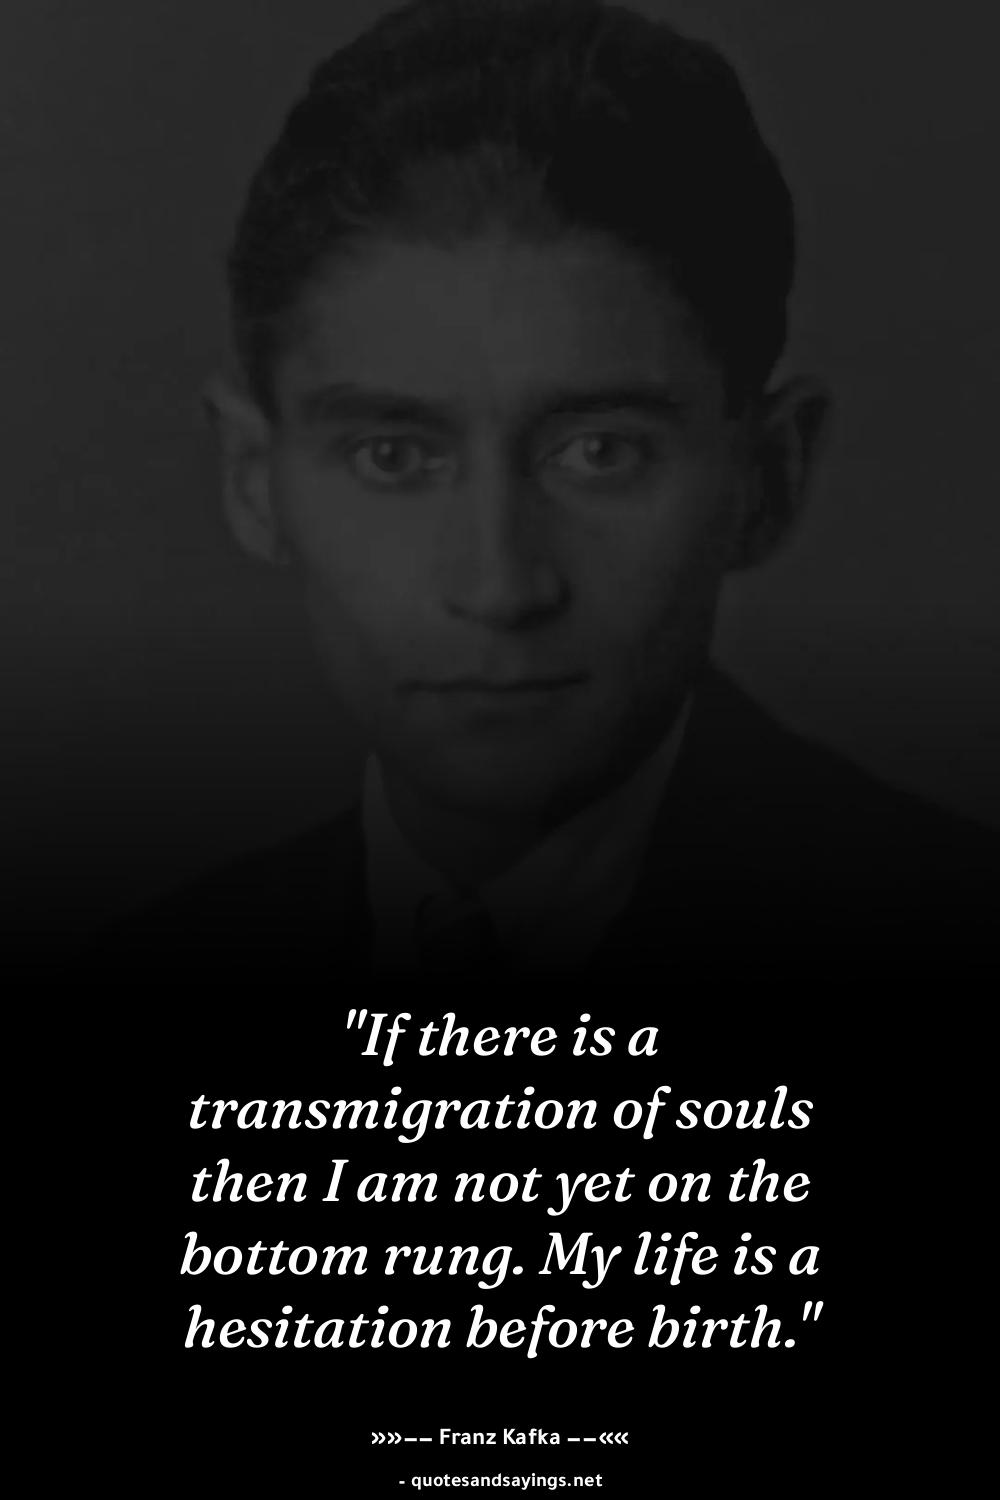 "If there is a
transmigration of souls
then I am not yet on the
bottom rung. My life is a
hesitation before birth."
»»−− Franz Kafka −−««
- quotesandsayings.net